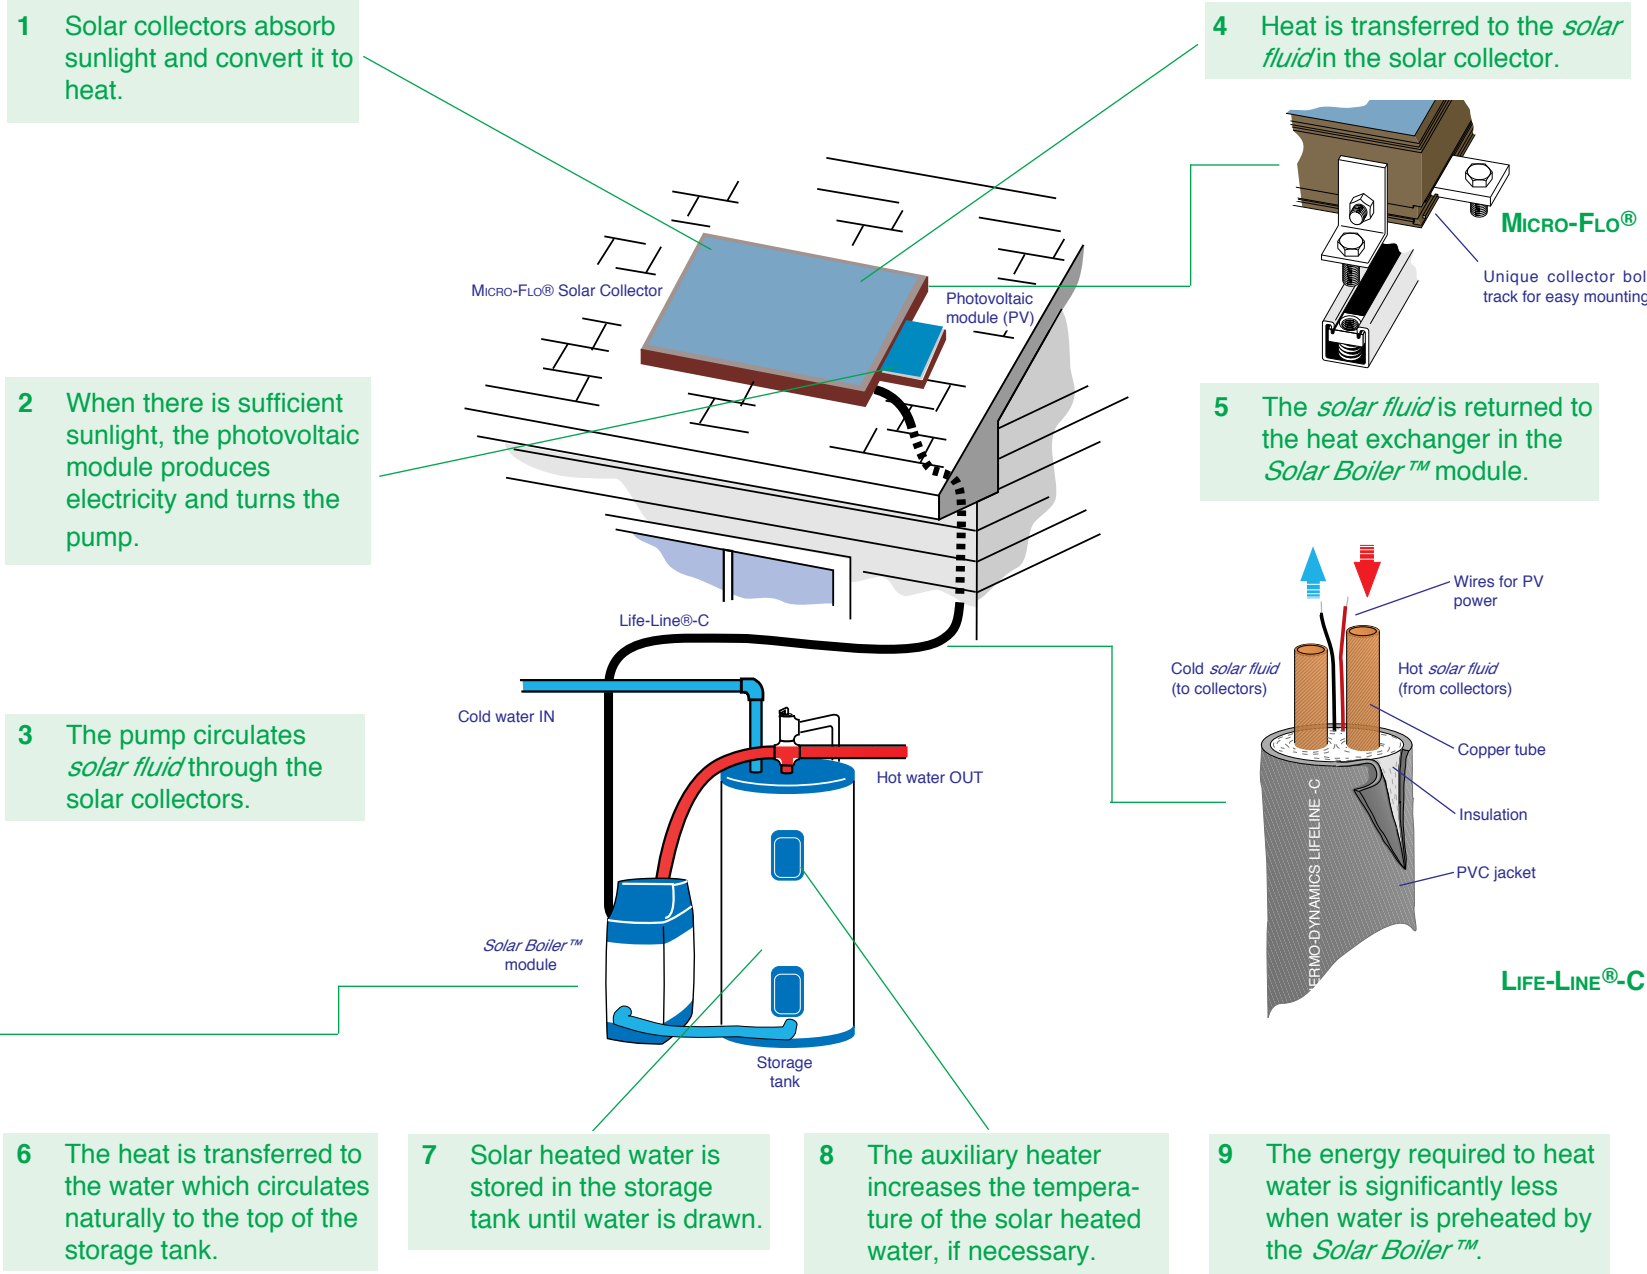 1 Solar collectors absorb
sunlight and convert it to
heat.
4 Heat is transferred to the solar
fluid in the solar collector.
MICRO-FLO®
Unique collector bol
track for easy mounting
MICRO-FLO® Solar Collector
Photovoltaic
module (PV)
2 When there is sufficient
sunlight, the photovoltaic
module produces
electricity and turns the
pump.
5 The solar fluid is returned to
the heat exchanger in the
Solar Boiler™ module.
Wires for PV
power
Life-Line®-C
Cold solar fluid
(to collectors)
Hot solar fluid
(from collectors)
Cold water IN
3 The pump circulates
solar fluid through the
solar collectors.
Copper tube
Hot water OUT
Insulation
PVC jacket
ERMO-DYNAMICS LIFELINE -C
Solar Boiler™
module
LIFE-LINE®-C
Storage
tank
6 The heat is transferred to
the water which circulates
naturally to the top of the
storage tank.
7 Solar heated water is
stored in the storage
tank until water is drawn.
8 The auxiliary heater
increases the tempera-
ture of the solar heated
water, if necessary.
9 The energy required to heat
water is significantly less
when water is preheated by
the Solar Boiler™.